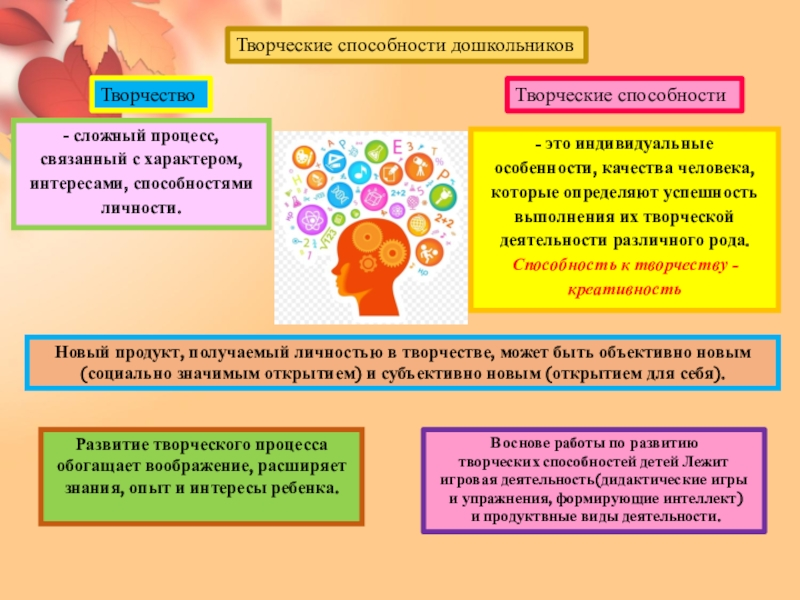 Творческие способности дошкольников
Творчество
Творческие способности
- сложный процесс,
связанный с характером,
интересами, способностями
личности.
- это индивидуальные
особенности, качества человека,
которые определяют успешность
выполнения их творческой
деятельности различного рода.
Способность к творчеству -
креативность
Новый продукт, получаемый личностью в творчестве, может быть объективно новым
(социально значимым открытием) и субъективно новым (открытием для себя).
Развитие творческого процесса
обогащает воображение, расширяет
знания, опыт и интересы ребенка.
В основе работы по развитию
творческих способностей детей Лежит
игровая деятельность(дидактические игры
и упражнения, формирующие интеллект)
и продуктвные виды деятельности.